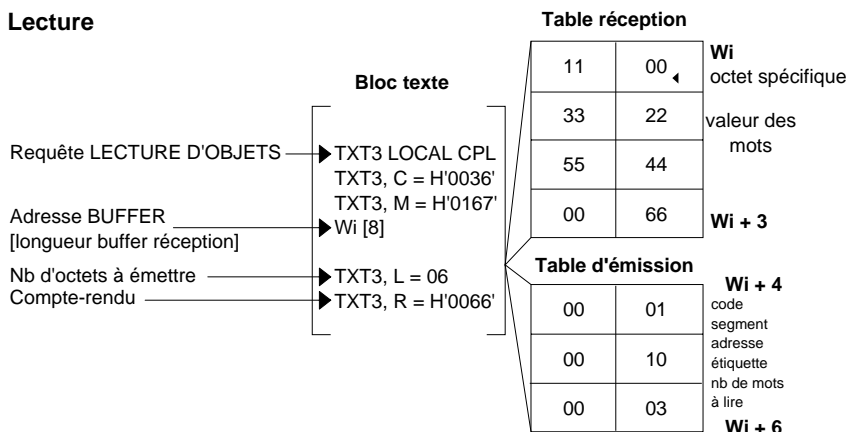 Lecture
Table réception
Bloc texte
Requête LECTURE D'OBJETS
TXT3 LOCAL CPL
TXT3, C = H'0036'
TXT3, M = H'0167'
Adresse BUFFER
[longueur buffer réception]
Wi [8]
Nb d'octets à émettre
TXT3, L = 06
Compte-rendu
TXT3, R = H'0066'
11 00
Wi
octet spécifique
33 22
valeur des
mots
55 44
00 66
Wi + 3
Table d'émission
Wi + 4
00 01
code
segment
adresse
00 10
étiquette
nb de mots
à lire
00 03
Wi + 6